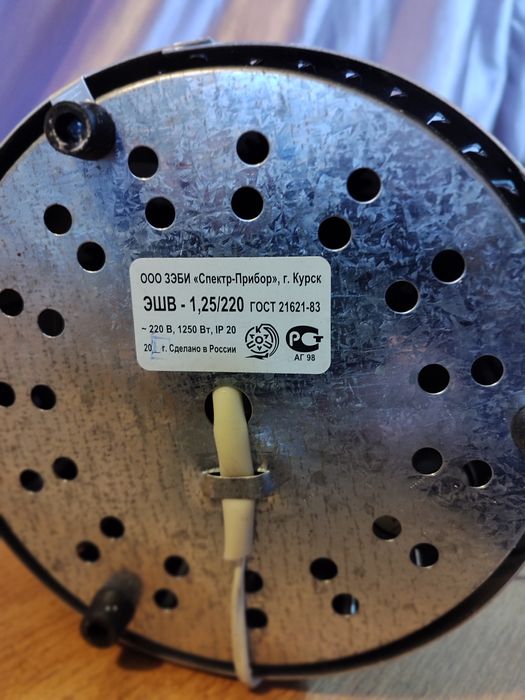 ООО ЗЭБИ «Спектр-Прибор», г. Курск
ЭШВ - 1,25/220 ГОСТ 21621-83
~ 220 В, 1250 Вт, IP 20
г. Сделано в России
РСТ
АГ 98